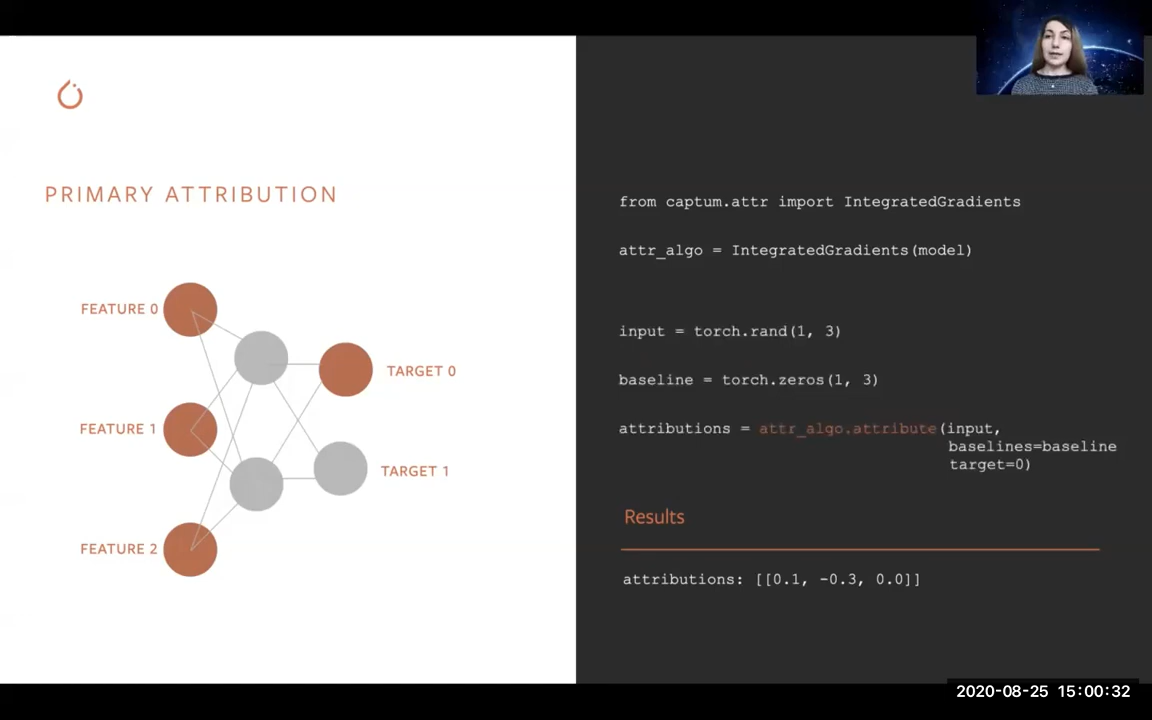 PRIMARY ATTRIBUTION
FEATURE 0
FEATURE 1
FEATURE 2
TARGET 0
TARGET 1
from captum.attr import IntegratedGradients
attr_algo = IntegratedGradients(model)
input = torch.rand(1, 3)
baseline = torch.zeros(1, 3)
attributions = attr_algo.attribute(input,
baselines=baseline
target=0)
Results
attributions: [[0.1, -0.3, 0.0]]
2020-08-25 15:00:32